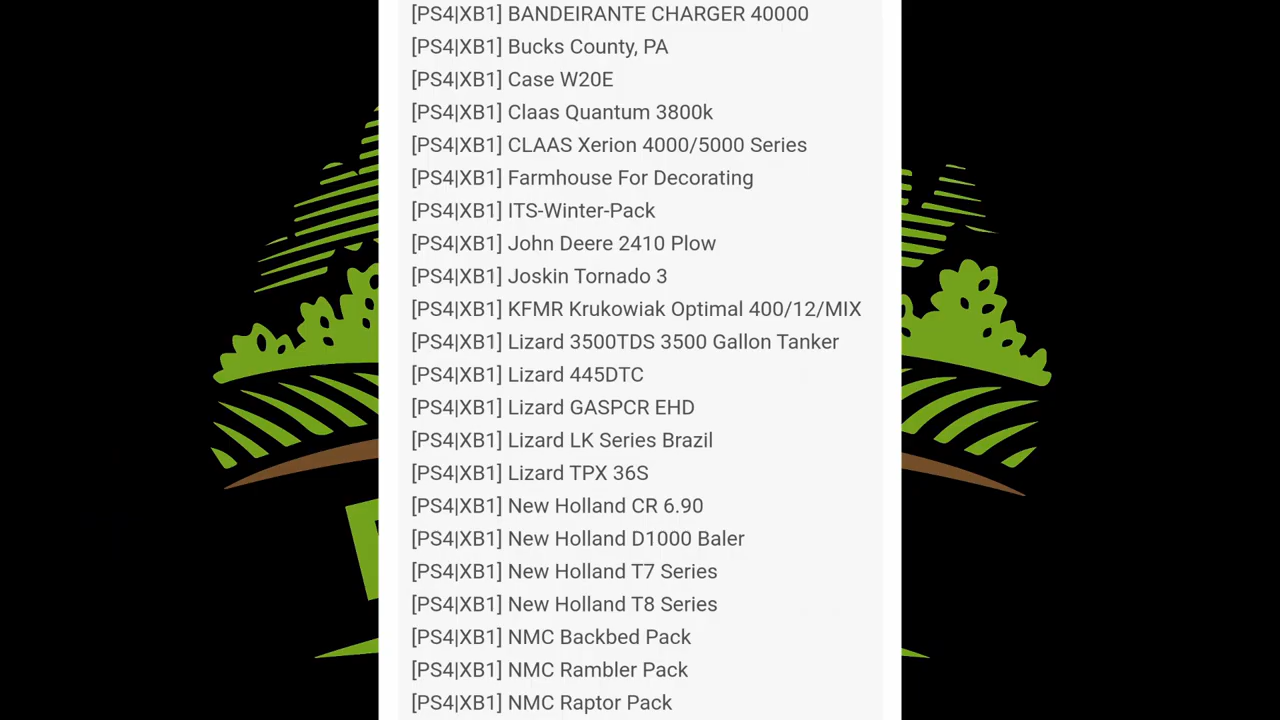 [PS4|XB1] BANDEIRANTE CHARGER 40000
[PS4|XB1] Bucks County, PA
[PS4|XB1] Case W20E
[PS4|XB1] Claas Quantum 3800k
[PS4|XB1] CLAAS Xerion 4000/5000 Series
[PS4|XB1] Farmhouse For Decorating
[PS4|XB1] ITS-Winter-Pack
[PS4|XB1] John Deere 2410 Plow
[PS4|XB1] Joskin Tornado 3
[PS4|XB1] KFMR Krukowiak Optimal 400/12/MIX
[PS4|XB1] Lizard 3500TDS 3500 Gallon Tanker
[PS4|XB1] Lizard 445DTC
[PS4|XB1] Lizard GASPCR EHD
[PS4|XB1] Lizard LK Series Brazil
[PS4|XB1] Lizard TPX 36S
[PS4|XB1] New Holland CR 6.90
[PS4|XB1] New Holland D1000 Baler
[PS4|XB1] New Holland T7 Series
[PS4|XB1] New Holland T8 Series
[PS4|XB1] NMC Backbed Pack
[PS4|XB1] NMC Rambler Pack
[PS4|XB1] NMC Raptor Pack